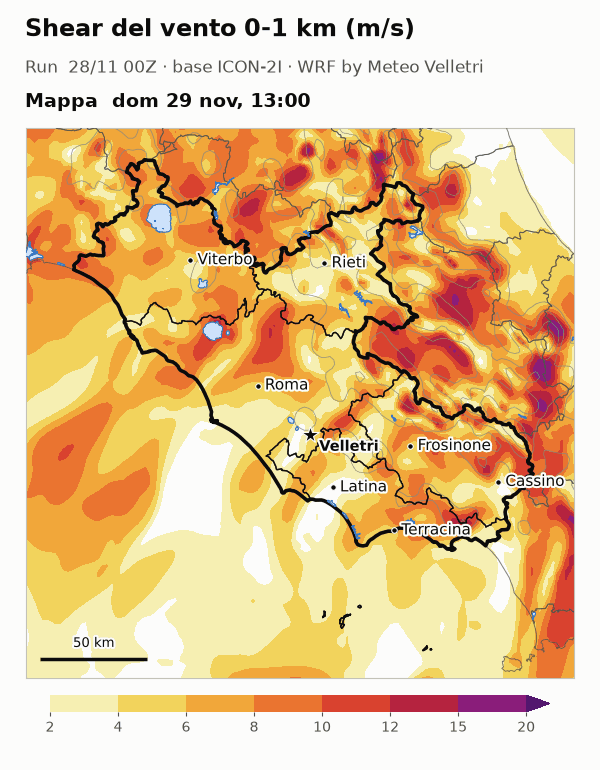 Shear del vento 0-1 km (m/s)
Run 28/11 00Z · base ICON-2I · WRF by Meteo Velletri
Mappa dom 29 nov, 13:00
Viterbo
Rieti
Roma
Velletri
Frosinone
Cassino
Latina
Terracina
50 km
2 4 6 8 10 12 15 20